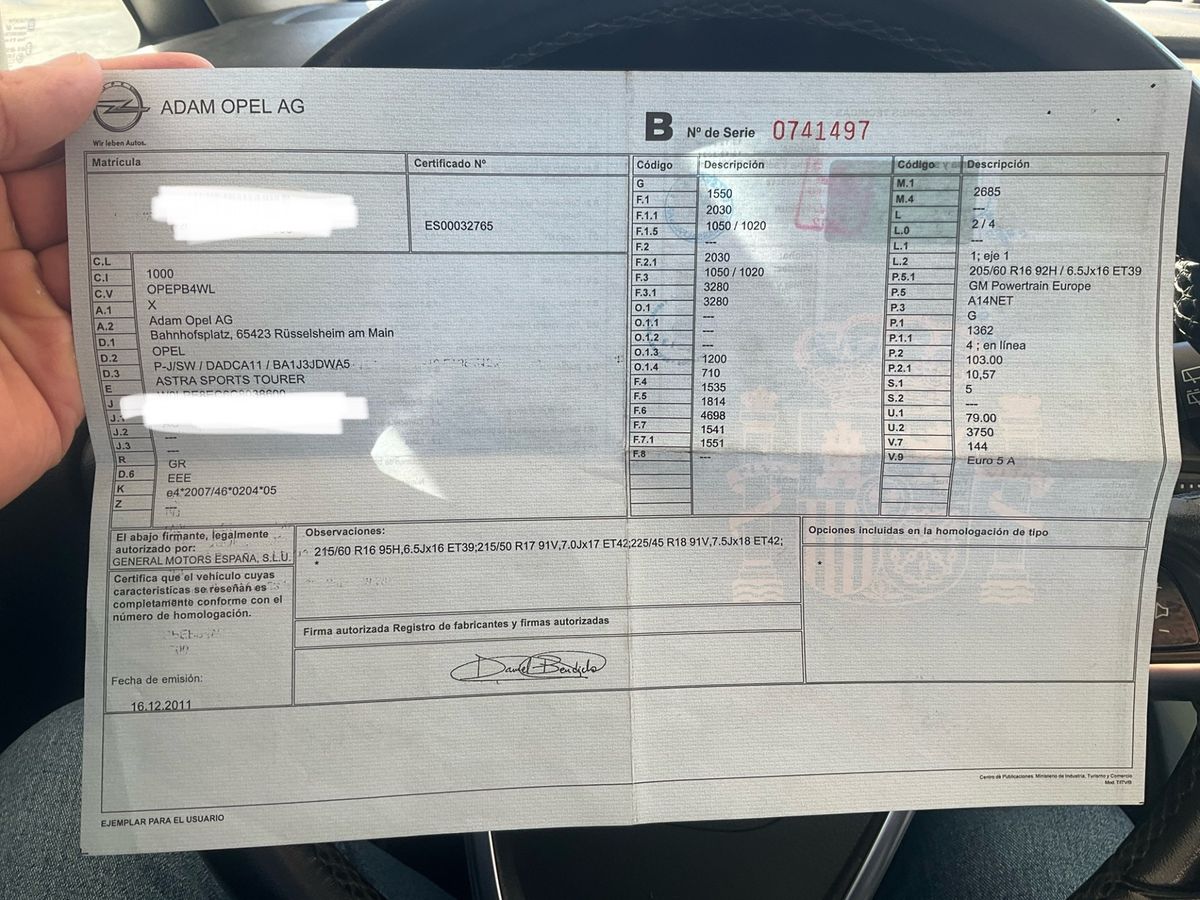 ADAM OPEL AG
Wir leben Autos.
B Nº de Serie 0741497
Matrícula
Certificado Nº
ES00032765
C.L 1000
C.I OPEPB4WL
C.V X
A.1 Adam Opel AG
A.2 Bahnhofsplatz, 65423 Rüsselsheim am Main
D.1 OPEL
D.2 P-J/SW / DADCA11 / BA1J3JDWA5
D.3 ASTRA SPORTS TOURER
E
J
J.1
J.2 ---
J.3 ---
R GR
D.6 EEE
K e4*2007/46*0204*05
Z ---
Código Descripción
G 1550
F.1 2030
F.1.1 1050 / 1020
F.1.5 ---
F.2 2030
F.2.1 1050 / 1020
F.3 3280
F.3.1 3280
O.1 ---
O.1.1 ---
O.1.2 ---
O.1.3 1200
O.1.4 710
F.4 1535
F.5 1814
F.6 4698
F.7 1541
F.7.1 1551
F.8 ---
Código Descripción
M.1 2685
M.4 ---
L 2 / 4
L.0 ---
L.1 1; eje 1
L.2 205/60 R16 92H / 6.5Jx16 ET39
P.5.1 GM Powertrain Europe
P.5 A14NET
P.3 G
P.1 1362
P.1.1 4 ; en línea
P.2 103.00
P.2.1 10,57
S.1 5
S.2 ---
U.1 79.00
U.2 3750
V.7 144
V.9 Euro 5 A
El abajo firmante, legalmente
autorizado por:
GENERAL MOTORS ESPAÑA, S.L.U.
Certifica que el vehículo cuyas
características se reseñan es
completamente conforme con el
número de homologación.
Fecha de emisión:
16.12.2011
Observaciones:
215/60 R16 95H,6.5Jx16 ET39;215/50 R17 91V,7.0Jx17 ET42;225/45 R18 91V,7.5Jx18 ET42;
*
Firma autorizada Registro de fabricantes y firmas autorizadas
Opciones incluidas en la homologación de tipo
*
Centro de Publicaciones. Ministerio de Industria, Turismo y Comercio
EJEMPLAR PARA EL USUARIO